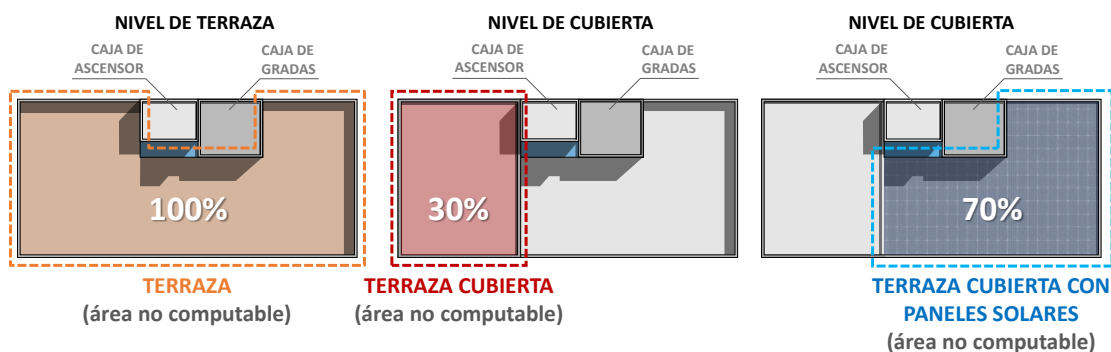 NIVEL DE TERRAZA
CAJA DE
ASCENSOR
CAJA DE
GRADAS
100%
TERRAZA
(área no computable)
NIVEL DE CUBIERTA
CAJA DE
ASCENSOR
CAJA DE
GRADAS
30%
TERRAZA CUBIERTA
(área no computable)
NIVEL DE CUBIERTA
CAJA DE
ASCENSOR
CAJA DE
GRADAS
70%
TERRAZA CUBIERTA CON
PANELES SOLARES
(área no computable)